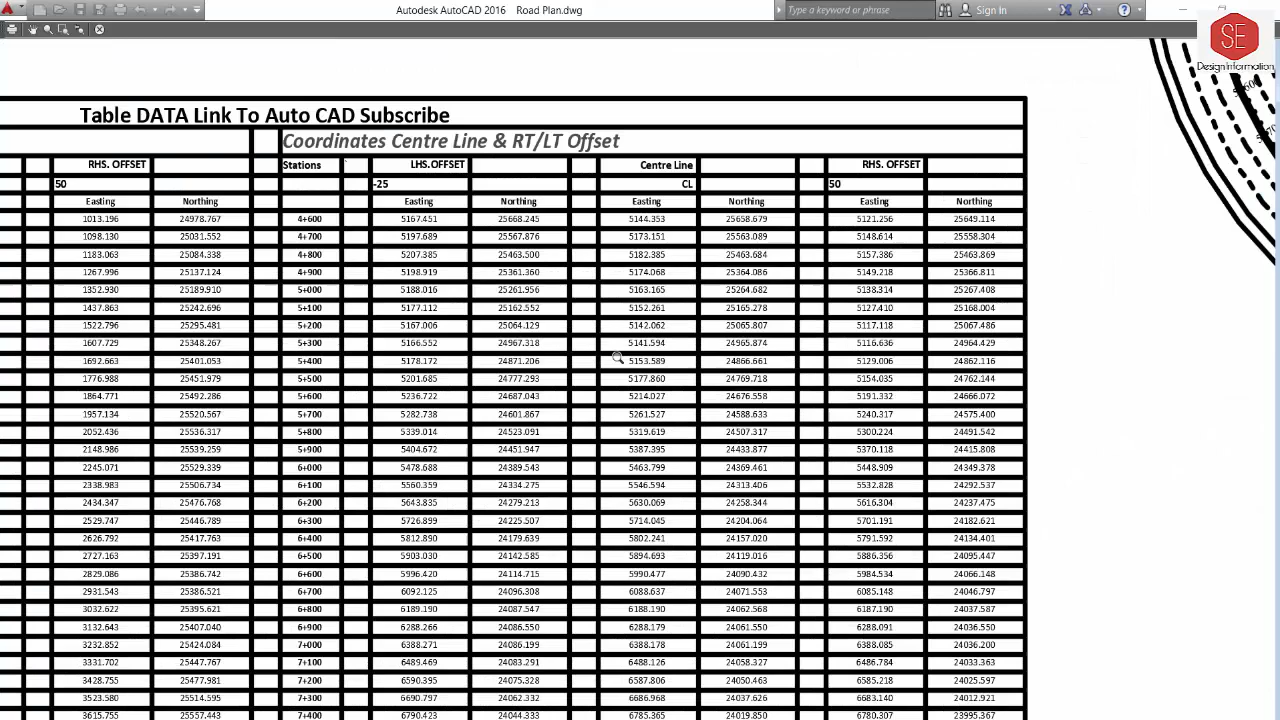 Autodesk AutoCAD 2016 Road Plan.dwg
Type a keyword or phrase
Sign In
SE
Design Information
Table DATA Link To Auto CAD Subscribe
Coordinates Centre Line & RT/LT Offset
RHS. OFFSET Stations LHS.OFFSET Centre Line RHS. OFFSET
50 -25 CL 50
Easting Northing Easting Northing Easting Northing Easting Northing
1013.196 24978.767 4+600 5167.451 25668.245 5144.353 25658.679 5121.256 25649.114
1098.130 25031.552 4+700 5197.689 25567.876 5173.151 25563.089 5148.614 25558.304
1183.063 25084.338 4+800 5207.385 25463.500 5182.385 25463.684 5157.386 25463.869
1267.996 25137.124 4+900 5198.919 25361.360 5174.068 25364.086 5149.218 25366.811
1352.930 25189.910 5+000 5188.016 25261.956 5163.165 25264.682 5138.314 25267.408
1437.863 25242.696 5+100 5177.112 25162.552 5152.261 25165.278 5127.410 25168.004
1522.796 25295.481 5+200 5167.006 25064.129 5142.062 25065.807 5117.118 25067.486
1607.729 25348.267 5+300 5166.552 24967.318 5141.594 24965.874 5116.636 24964.429
1692.663 25401.053 5+400 5178.172 24871.206 5153.589 24866.661 5129.006 24862.116
1776.988 25451.979 5+500 5201.685 24777.293 5177.860 24769.718 5154.035 24762.144
1864.771 25492.286 5+600 5236.722 24687.043 5214.027 24676.558 5191.332 24666.072
1957.134 25520.567 5+700 5282.738 24601.867 5261.527 24588.633 5240.317 24575.400
2052.436 25536.317 5+800 5339.014 24523.091 5319.619 24507.317 5300.224 24491.542
2148.986 25539.259 5+900 5404.672 24451.947 5387.395 24433.877 5370.118 24415.808
2245.071 25529.339 6+000 5478.688 24389.543 5463.799 24369.461 5448.909 24349.378
2338.983 25506.734 6+100 5560.359 24334.275 5546.594 24313.406 5532.828 24292.537
2434.347 25476.768 6+200 5643.835 24279.213 5630.069 24258.344 5616.304 24237.475
2529.747 25446.789 6+300 5726.899 24225.507 5714.045 24204.064 5701.191 24182.621
2626.792 25417.763 6+400 5812.890 24179.639 5802.241 24157.020 5791.592 24134.401
2727.163 25397.191 6+500 5903.030 24142.585 5894.693 24119.016 5886.356 24095.447
2829.086 25386.742 6+600 5996.420 24114.715 5990.477 24090.432 5984.534 24066.148
2931.543 25386.521 6+700 6092.125 24096.308 6088.637 24071.553 6085.148 24046.797
3032.622 25395.621 6+800 6189.190 24087.547 6188.190 24062.568 6187.190 24037.587
3132.643 25407.040 6+900 6288.266 24086.550 6288.179 24061.550 6288.091 24036.550
3232.852 25424.084 7+000 6388.271 24086.199 6388.178 24061.199 6388.085 24036.200
3331.702 25447.767 7+100 6489.469 24083.291 6488.126 24058.327 6486.784 24033.363
3428.755 25477.981 7+200 6590.395 24075.328 6587.806 24050.463 6585.218 24025.597
3523.580 25514.595 7+300 6690.797 24062.332 6686.968 24037.626 6683.140 24012.921
3615.755 25557.443 7+400 6790.423 24044.333 6785.365 24019.850 6780.307 23995.367